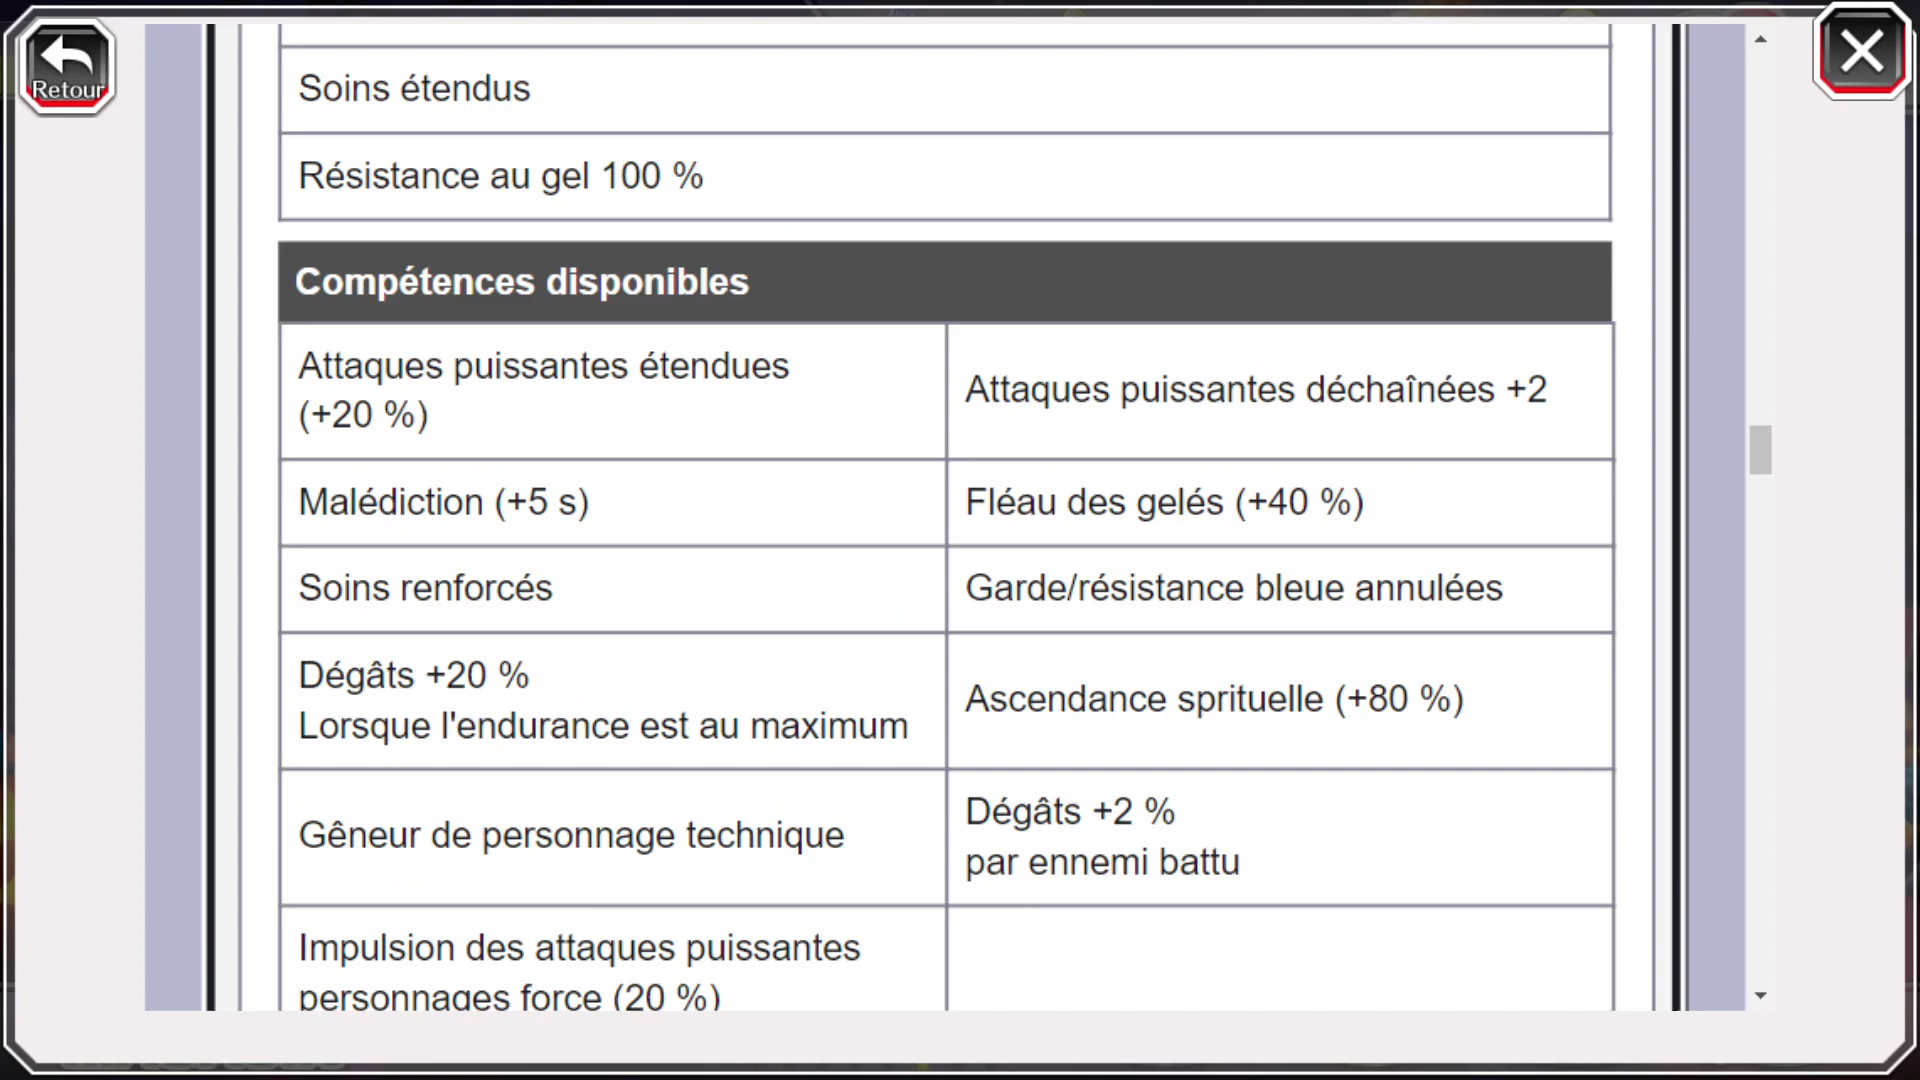 Retour
Soins étendus
Résistance au gel 100 %
Compétences disponibles
Attaques puissantes étendues
(+20 %)
Attaques puissantes déchaînées +2
Malédiction (+5 s)
Fléau des gelés (+40 %)
Soins renforcés
Garde/résistance bleue annulées
Dégâts +20 %
Lorsque l'endurance est au maximum
Ascendance sprituelle (+80 %)
Gêneur de personnage technique
Dégâts +2 %
par ennemi battu
Impulsion des attaques puissantes
personnages force (20 %)